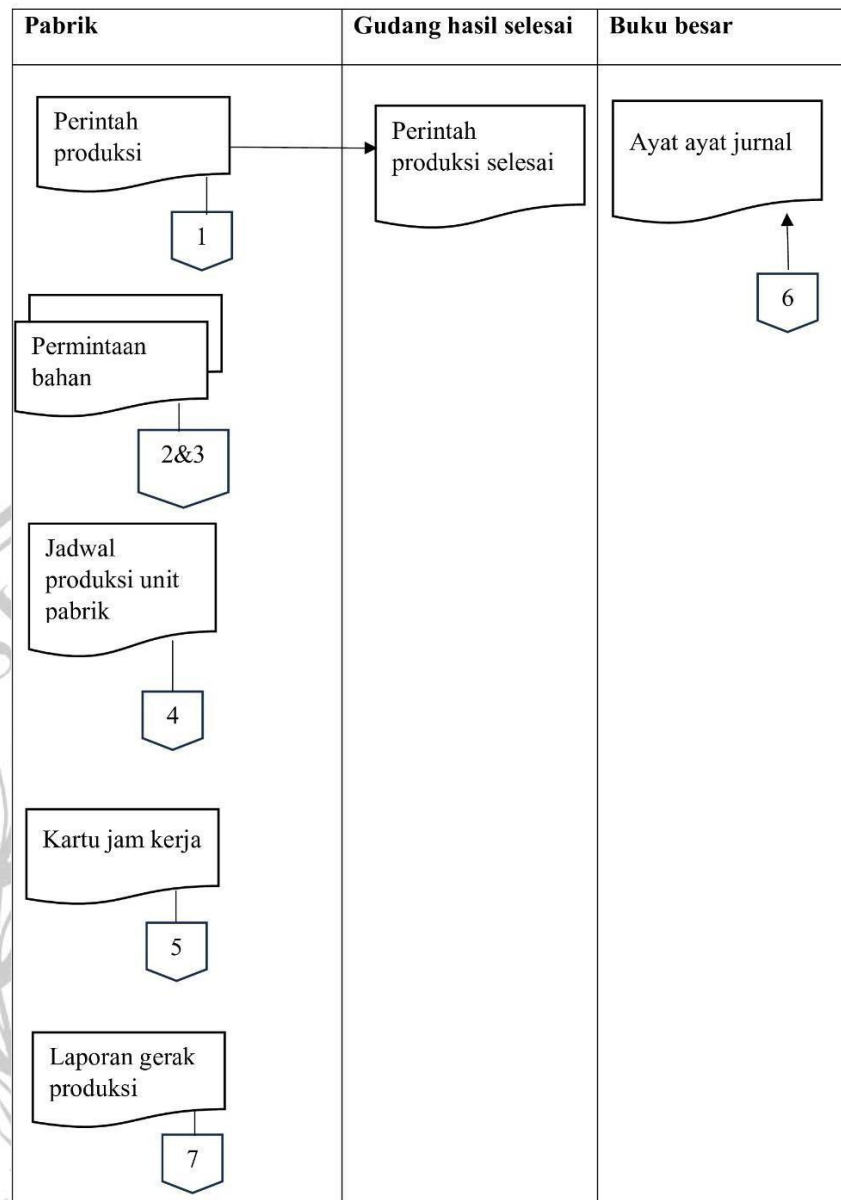 Pabrik
Gudang hasil selesai
Buku besar
Perintah
produksi
1
Perintah
produksi selesai
Ayat ayat jurnal
6
Permintaan
bahan
2&3
Jadwal
produksi unit
pabrik
4
Kartu jam kerja
5
Laporan gerak
produksi
7